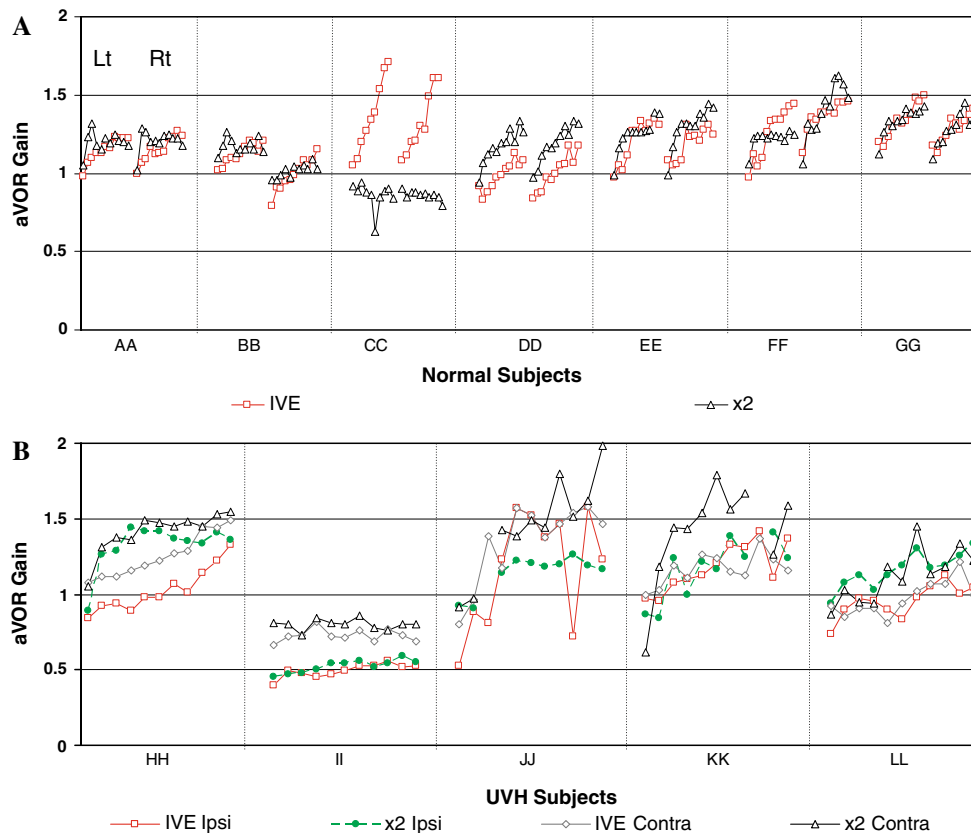 A
2
Lt Rt
1.5
1
0.5
0
aVOR Gain
AA BB CC DD EE FF GG
Normal Subjects
IVE x2
B
2
1.5
1
0.5
0
aVOR Gain
HH II JJ KK LL
UVH Subjects
IVE Ipsi x2 Ipsi IVE Contra x2 Contra